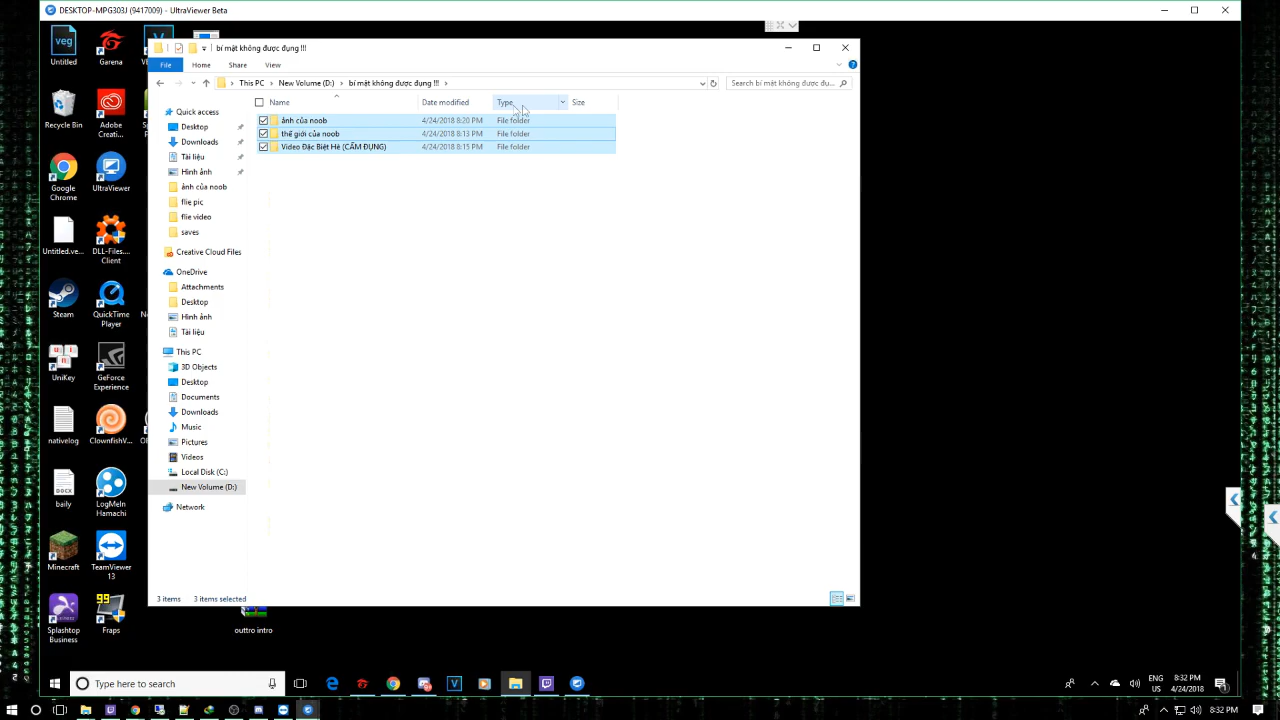 DESKTOP-MPG303J (9417009) - UltraViewer Beta
bí mật không được đụng !!!
File
Home
Share
View
This PC
New Volume (D:)
bí mật không được đụng !!!
Search bí mật không được đụ...
Name
Date modified
Type
Size
ảnh của noob
4/24/2018 8:20 PM
File folder
thế giới của noob
4/24/2018 8:13 PM
File folder
Video Đặc Biệt Hè (CẤM ĐỤNG)
4/24/2018 8:15 PM
File folder
Quick access
Desktop
Downloads
Tài liệu
Hình ảnh
ảnh của noob
flie pic
flie video
saves
Creative Cloud Files
OneDrive
Attachments
Desktop
Hình ảnh
Tài liệu
This PC
3D Objects
Desktop
Documents
Downloads
Music
Pictures
Videos
Local Disk (C:)
New Volume (D:)
Network
3 items
3 items selected
Untitled
Garena
Recycle Bin
Adobe
Creati...
Google
Chrome
UltraViewer
Untitled.ve...
DLL-Files....
Client
Steam
QuickTime
Player
UniKey
GeForce
Experience
nativelog
ClownfishV...
DOCX
baily
LogMeIn
Hamachi
Minecraft
TeamViewer
13
99
Splashtop
Business
Fraps
outtro intro
Type here to search
ENG
US
8:32 PM
4/24/2018
8:32 PM